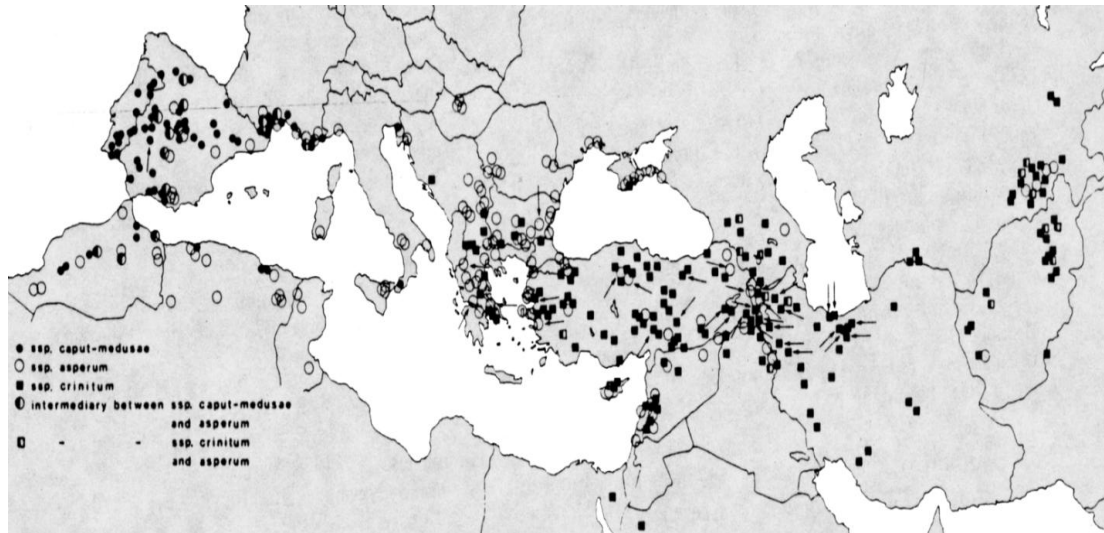 ssp. caput-medusae
ssp. asperum
ssp. crinitum
intermediary between ssp. caput-medusae
and asperum
- - ssp. crinitum
and asperum